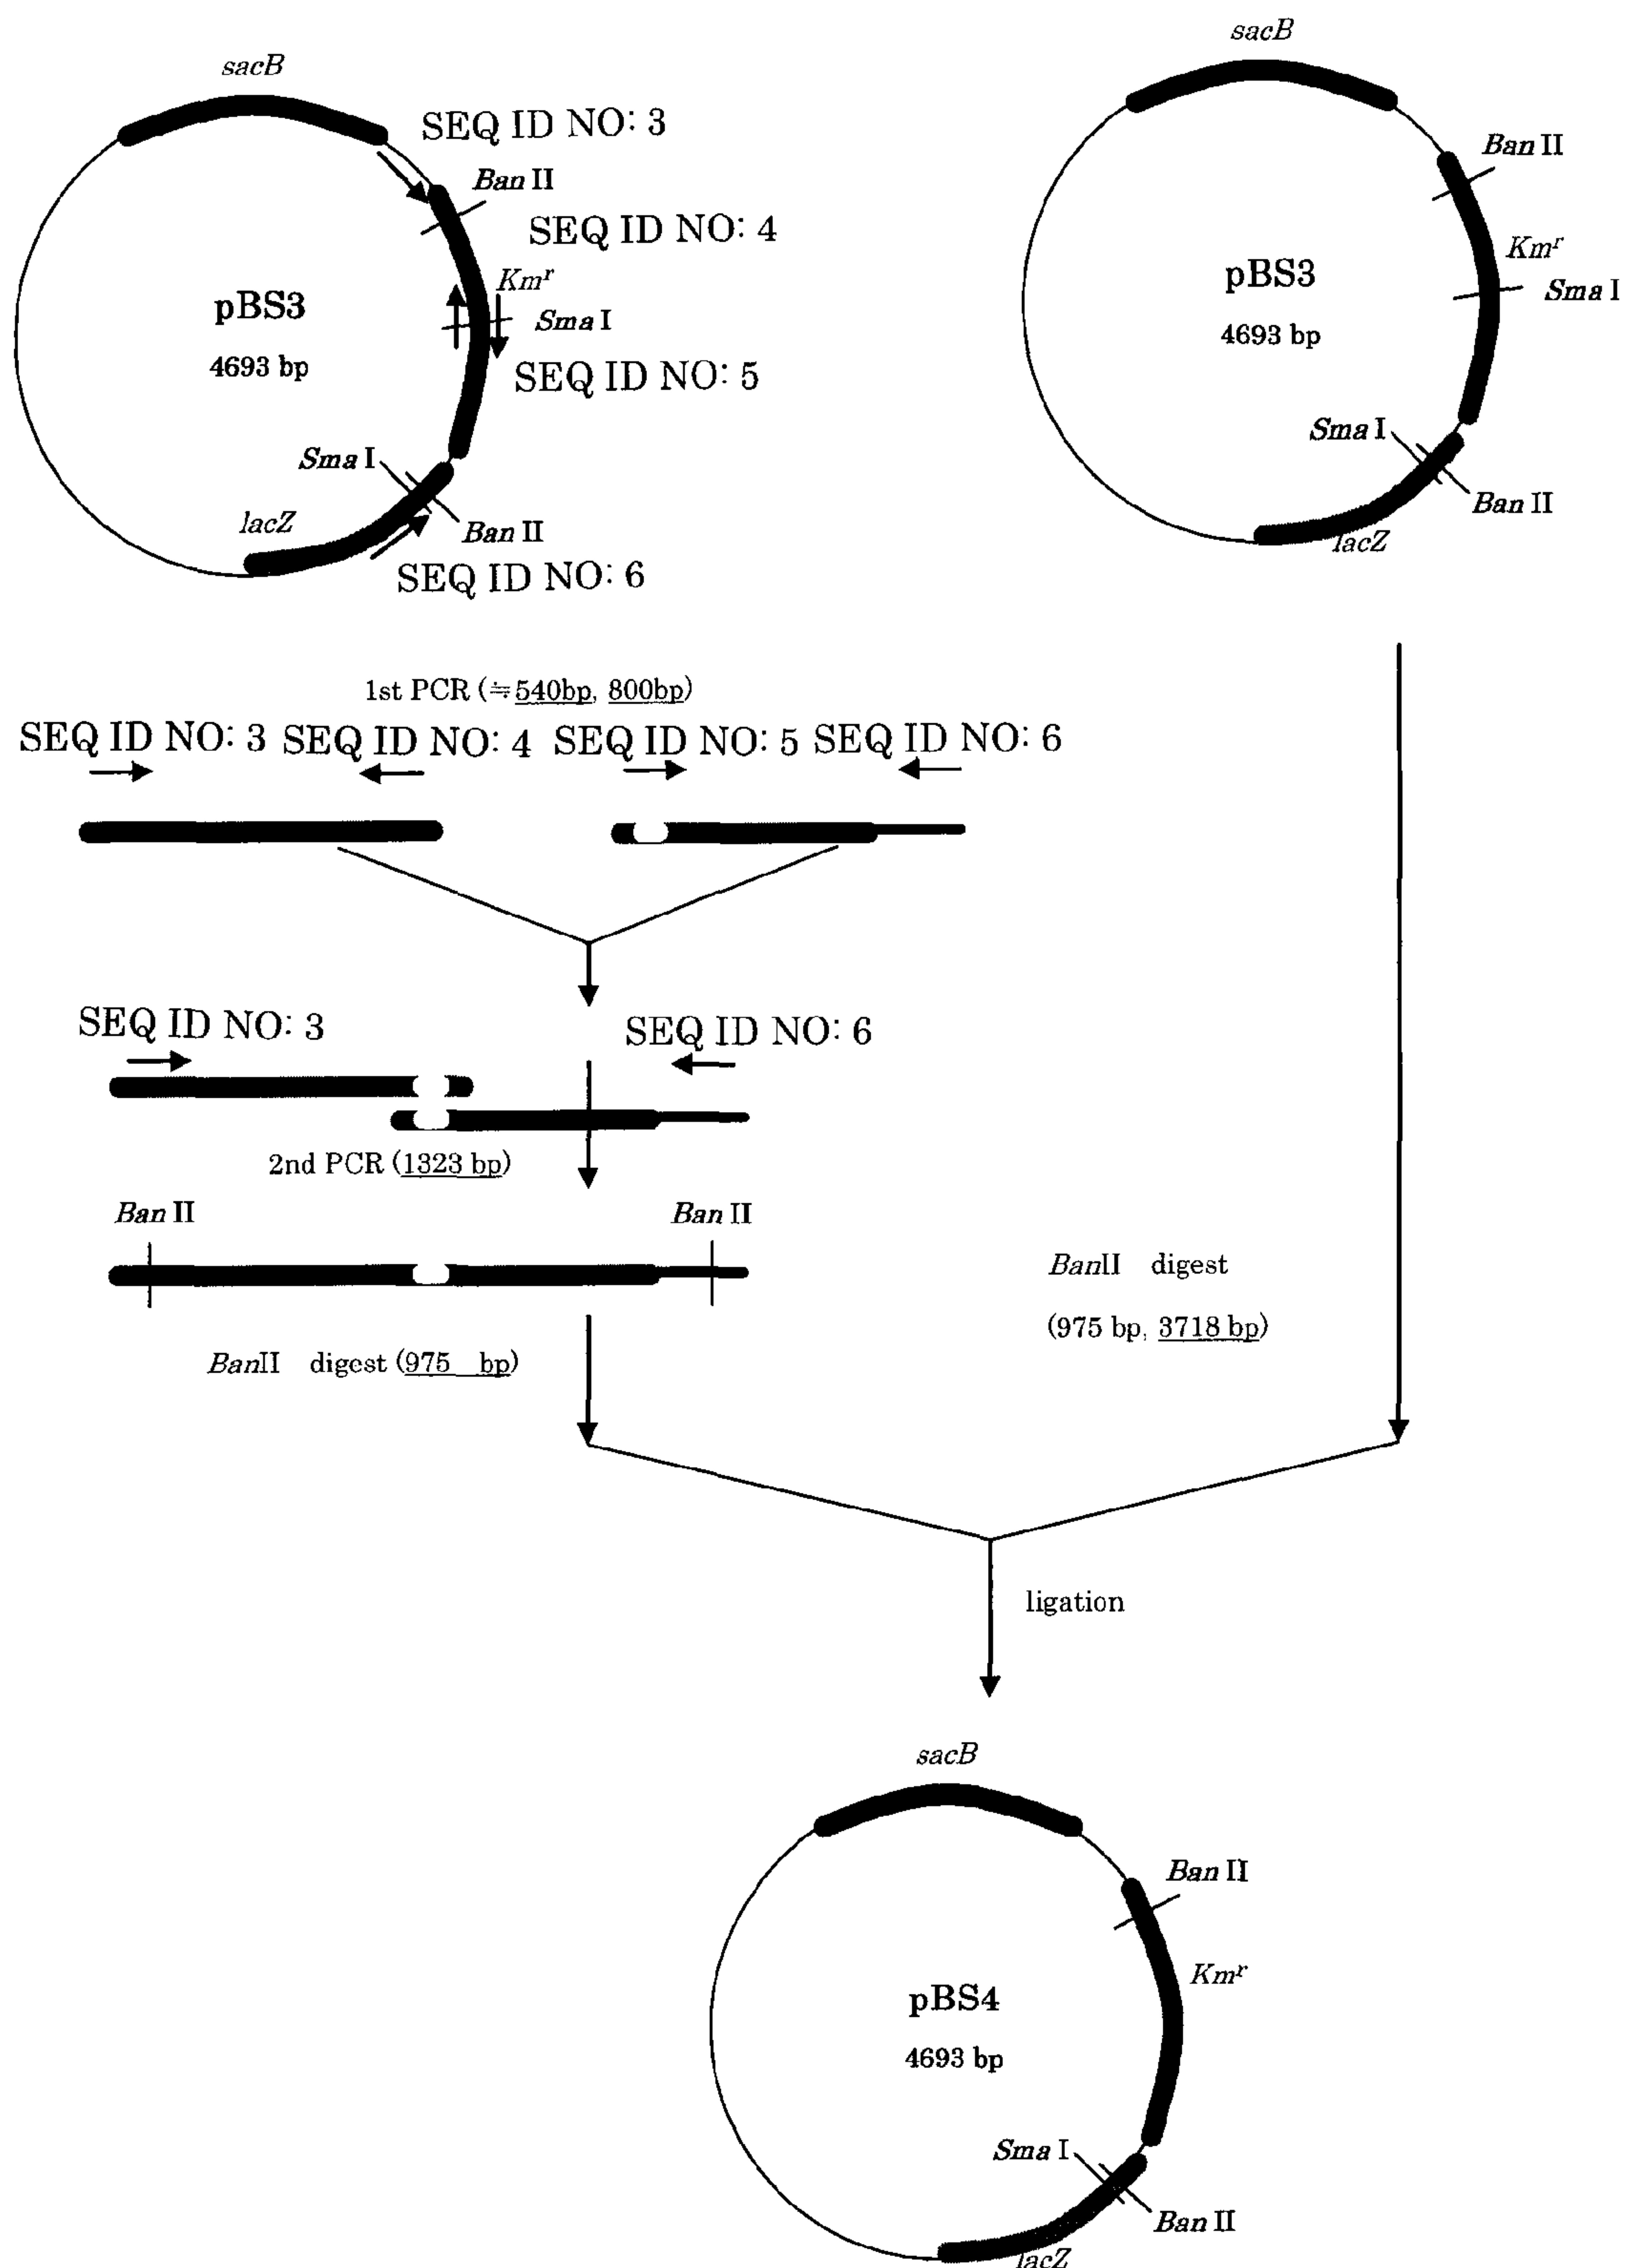 sacB
SEQ ID NO: 3
Ban II
SEQ ID NO: 4
Kmr
pBS3
Sma I
4693 bp
SEQ ID NO: 5
Sma I
lacZ
Ban II
SEQ ID NO: 6
sacB
Ban II
Kmr
pBS3
Sma I
4693 bp
Sma I
Ban II
lacZ
1st PCR (≒540bp, 800bp)
SEQ ID NO: 3 SEQ ID NO: 4 SEQ ID NO: 5 SEQ ID NO: 6
SEQ ID NO: 3 SEQ ID NO: 6
2nd PCR (1323 bp)
Ban II Ban II
BanII digest (975 bp)
BanII digest
(975 bp, 3718 bp)
ligation
sacB
Ban II
Kmr
pBS4
4693 bp
Sma I
Ban II
lacZ